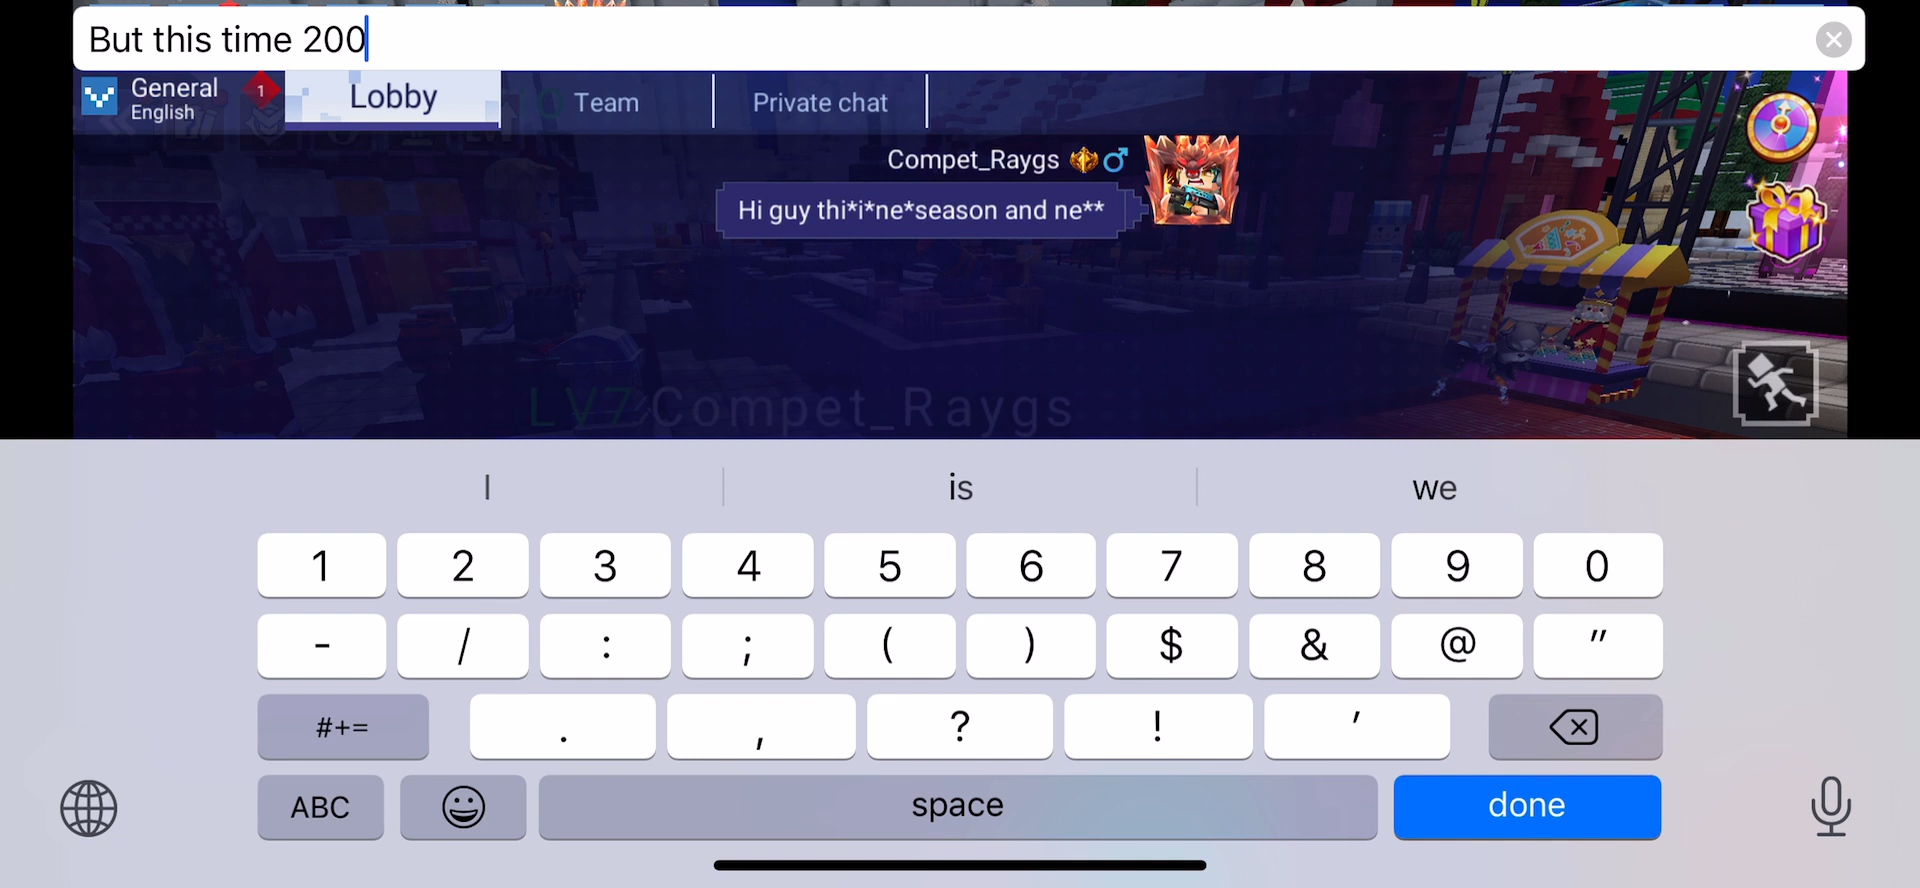 But this time 200
General
English
1
Lobby
Team
Private chat
Compet_Raygs
Hi guy thi*i*ne*season and ne**
LV7 Compet_Raygs
I
is
we
1 2 3 4 5 6 7 8 9 0
- / : ; ( ) $ & @ "
#+= . , ? ! '
ABC space done